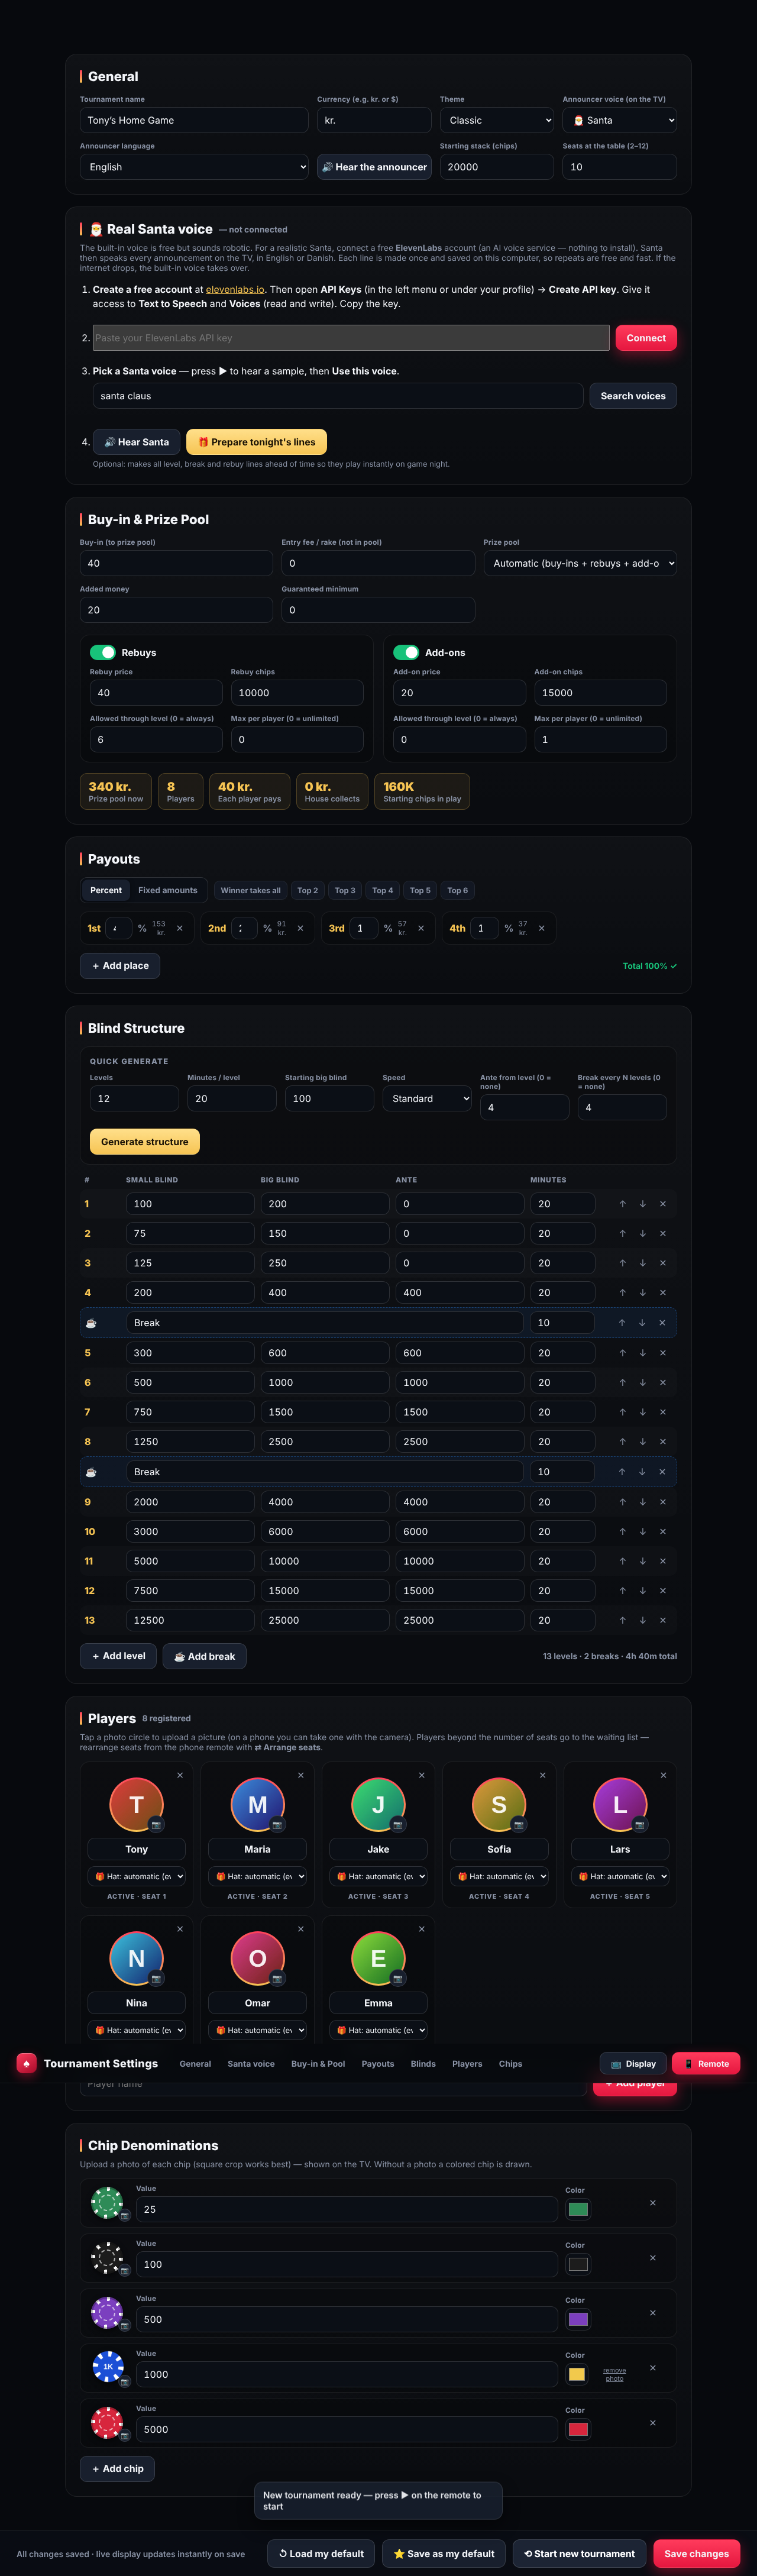 General
Tournament name
Currency (e.g. kr. or $)
Theme
Announcer voice (on the TV)
Tony's Home Game
kr.
Classic
🎅 Santa
Announcer language
Starting stack (chips)
Seats at the table (2–12)
English
🔊 Hear the announcer
20000
10
🎅 Real Santa voice — not connected
The built-in voice is free but sounds robotic. For a realistic Santa, connect a free ElevenLabs account (an AI voice service — nothing to install). Santa
then speaks every announcement on the TV, in English or Danish. Each line is made once and saved on this computer, so repeats are free and fast. If the
internet drops, the built-in voice takes over.
1. Create a free account at elevenlabs.io. Then open API Keys (in the left menu or under your profile) → Create API key. Give it
access to Text to Speech and Voices (read and write). Copy the key.
2. Paste your ElevenLabs API key
Connect
3. Pick a Santa voice — press ▶ to hear a sample, then Use this voice.
santa claus
Search voices
4. 🔊 Hear Santa
🎁 Prepare tonight's lines
Optional: makes all level, break and rebuy lines ahead of time so they play instantly on game night.
Buy-in & Prize Pool
Buy-in (to prize pool)
Entry fee / rake (not in pool)
Prize pool
40
0
Automatic (buy-ins + rebuys + add-o
Added money
Guaranteed minimum
20
0
Rebuys
Add-ons
Rebuy price
Rebuy chips
Add-on price
Add-on chips
40
10000
20
15000
Allowed through level (0 = always)
Max per player (0 = unlimited)
Allowed through level (0 = always)
Max per player (0 = unlimited)
6
0
0
1
340 kr.
8
40 kr.
0 kr.
160K
Prize pool now
Players
Each player pays
House collects
Starting chips in play
Payouts
Percent
Fixed amounts
Winner takes all
Top 2
Top 3
Top 4
Top 5
Top 6
1st % 153 kr. ✕
2nd % 91 kr. ✕
3rd 1 % 57 kr. ✕
4th 1 % 37 kr. ✕
+ Add place
Total 100% ✓
Blind Structure
QUICK GENERATE
Levels
Minutes / level
Starting big blind
Speed
Ante from level (0 = none)
Break every N levels (0 = none)
12
20
100
Standard
4
4
Generate structure
# SMALL BLIND BIG BLIND ANTE MINUTES
1 100 200 0 20 ↑ ↓ ✕
2 75 150 0 20 ↑ ↓ ✕
3 125 250 0 20 ↑ ↓ ✕
4 200 400 400 20 ↑ ↓ ✕
☕ Break 10 ↑ ↓ ✕
5 300 600 600 20 ↑ ↓ ✕
6 500 1000 1000 20 ↑ ↓ ✕
7 750 1500 1500 20 ↑ ↓ ✕
8 1250 2500 2500 20 ↑ ↓ ✕
☕ Break 10 ↑ ↓ ✕
9 2000 4000 4000 20 ↑ ↓ ✕
10 3000 6000 6000 20 ↑ ↓ ✕
11 5000 10000 10000 20 ↑ ↓ ✕
12 7500 15000 15000 20 ↑ ↓ ✕
13 12500 25000 25000 20 ↑ ↓ ✕
+ Add level
☕ Add break
13 levels · 2 breaks · 4h 40m total
Players 8 registered
Tap a photo circle to upload a picture (on a phone you can take one with the camera). Players beyond the number of seats go to the waiting list —
rearrange seats from the phone remote with ⇄ Arrange seats.
T M J S L
Tony Maria Jake Sofia Lars
🎁 Hat: automatic (ev
🎁 Hat: automatic (ev
🎁 Hat: automatic (ev
🎁 Hat: automatic (ev
🎁 Hat: automatic (ev
ACTIVE · SEAT 1
ACTIVE · SEAT 2
ACTIVE · SEAT 3
ACTIVE · SEAT 4
ACTIVE · SEAT 5
N O E
Nina Omar Emma
🎁 Hat: automatic (ev
🎁 Hat: automatic (ev
🎁 Hat: automatic (ev
Tournament Settings
General
Santa voice
Buy-in & Pool
Payouts
Blinds
Players
Chips
📺 Display
📱 Remote
Player name
+ Add player
Chip Denominations
Upload a photo of each chip (square crop works best) — shown on the TV. Without a photo a colored chip is drawn.
Value
Color
25
Value
Color
100
Value
Color
500
Value
Color
1K
1000
remove photo
Value
Color
5000
+ Add chip
New tournament ready — press ▶ on the remote to
start
All changes saved · live display updates instantly on save
↺ Load my default
⭐ Save as my default
⟲ Start new tournament
Save changes